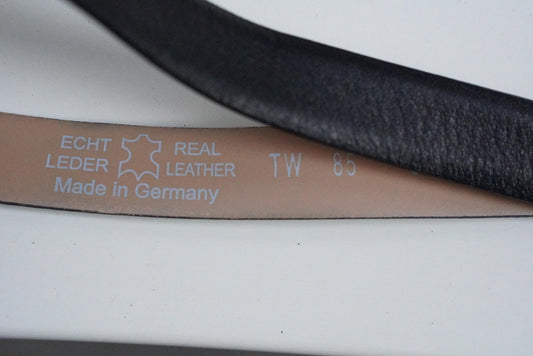 ECHT REAL
LEDER LEATHER TW 85
Made in Germany